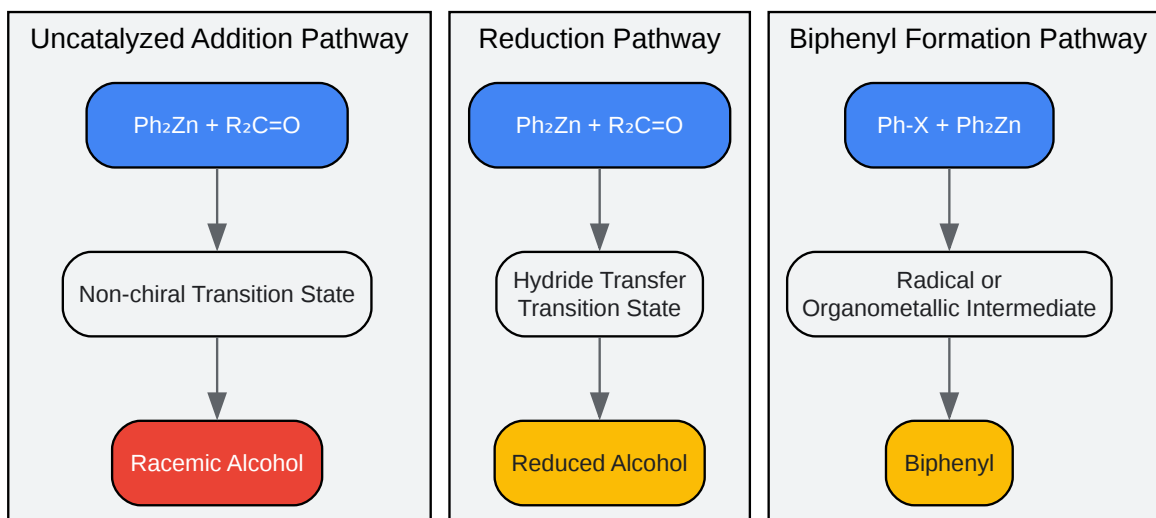 Uncatalyzed Addition Pathway
Ph₂Zn + R₂C=O
Non-chiral Transition State
Racemic Alcohol
Reduction Pathway
Ph₂Zn + R₂C=O
Hydride Transfer
Transition State
Reduced Alcohol
Biphenyl Formation Pathway
Ph-X + Ph₂Zn
Radical or
Organometallic Intermediate
Biphenyl